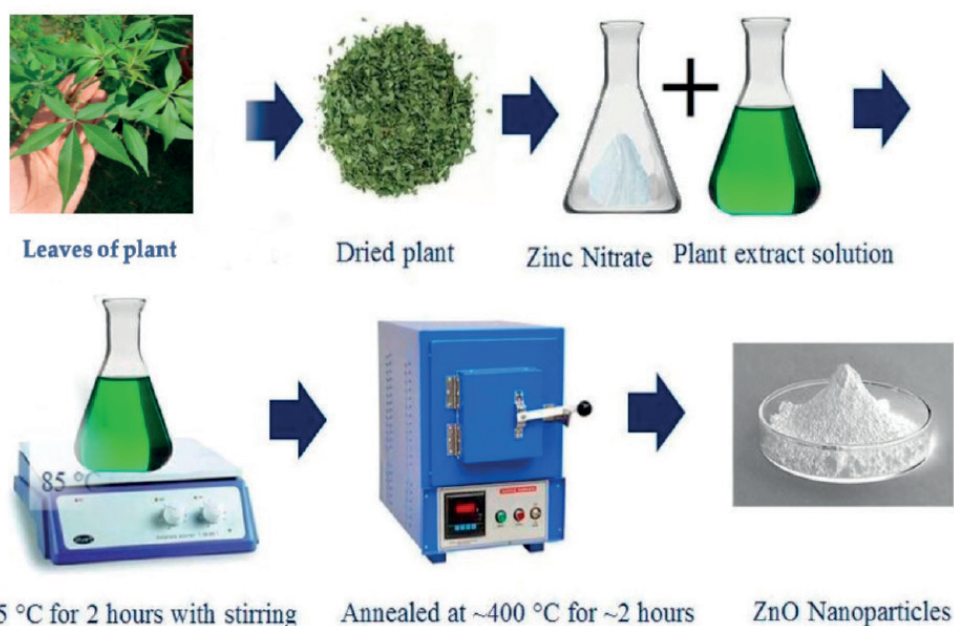 Leaves of plant
Dried plant
Zinc Nitrate
Plant extract solution
85 °C
5 °C for 2 hours with stirring
Annealed at ~400 °C for ~2 hours
ZnO Nanoparticles